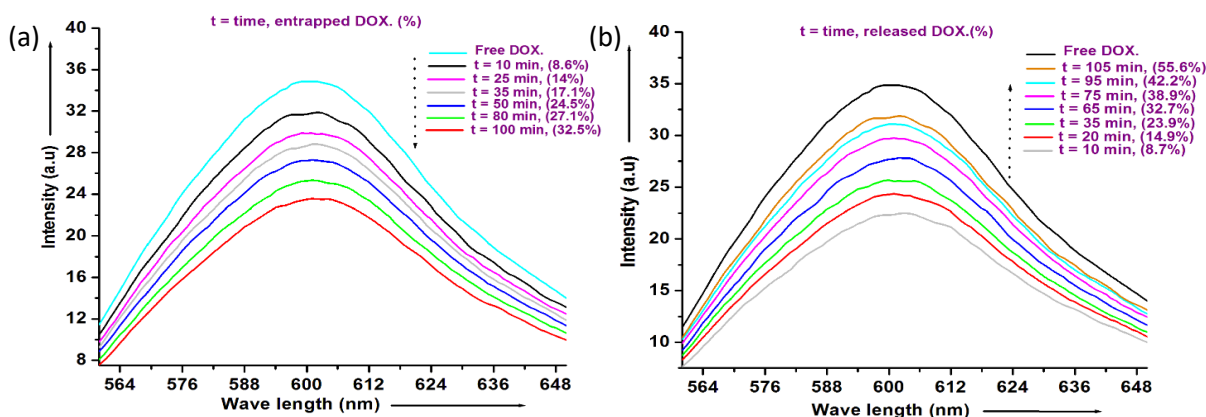 (a)
t = time, entrapped DOX. (%)
Free DOX.
t = 10 min, (8.6%)
t = 25 min, (14%)
t = 35 min, (17.1%)
t = 50 min, (24.5%)
t = 80 min, (27.1%)
t = 100 min, (32.5%)
Intensity (a.u)
40
36
32
28
24
20
16
12
8
564 576 588 600 612 624 636 648
Wave length (nm)
(b)
t = time, released DOX.(%)
Free DOX.
t = 105 min, (55.6%)
t = 95 min, (42.2%)
t = 75 min, (38.9%)
t = 65 min, (32.7%)
t = 35 min, (23.9%)
t = 20 min, (14.9%)
t = 10 min, (8.7%)
Intensity (a.u)
40
35
30
25
20
15
10
564 576 588 600 612 624 636 648
Wave length (nm)